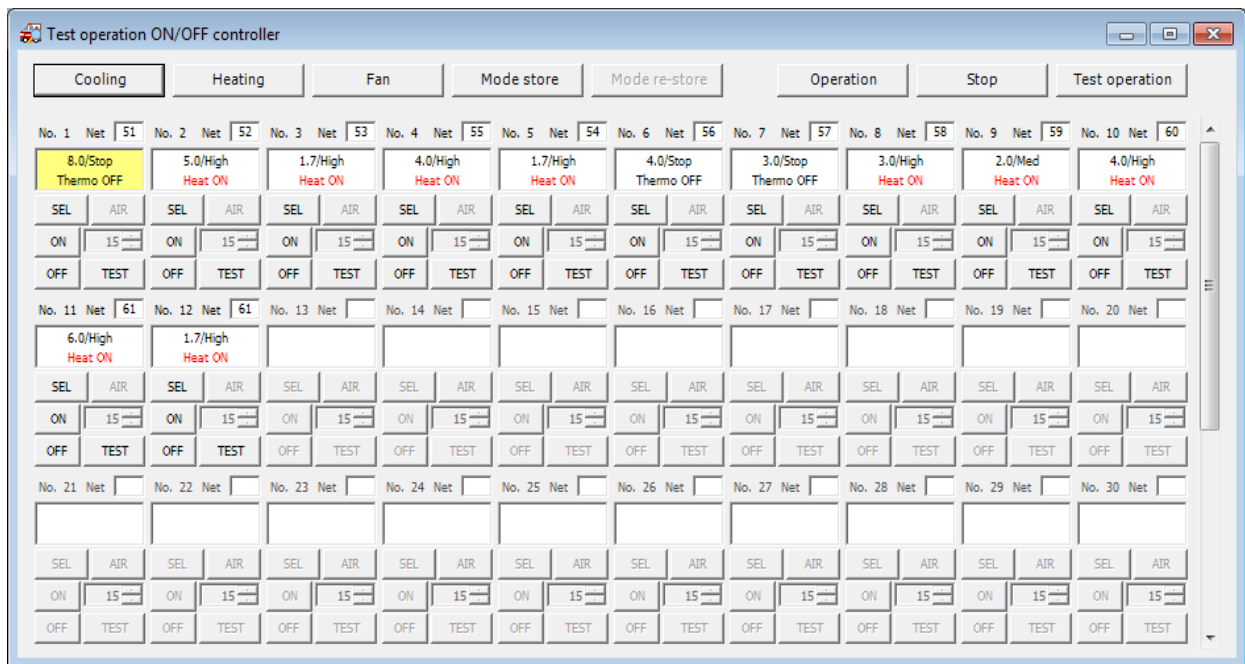 Test operation ON/OFF controller
Cooling Heating Fan Mode store Mode re-store Operation Stop Test operation
No. 1 Net 51 No. 2 Net 52 No. 3 Net 53 No. 4 Net 55 No. 5 Net 54 No. 6 Net 56 No. 7 Net 57 No. 8 Net 58 No. 9 Net 59 No. 10 Net 60
8.0/Stop 5.0/High 1.7/High 4.0/High 1.7/High 4.0/Stop 3.0/Stop 3.0/High 2.0/Med 4.0/High
Thermo OFF Heat ON Heat ON Heat ON Heat ON Thermo OFF Thermo OFF Heat ON Heat ON Heat ON
SEL AIR SEL AIR SEL AIR SEL AIR SEL AIR SEL AIR SEL AIR SEL AIR SEL AIR SEL AIR
ON 15 ON 15 ON 15 ON 15 ON 15 ON 15 ON 15 ON 15 ON 15 ON 15
OFF TEST OFF TEST OFF TEST OFF TEST OFF TEST OFF TEST OFF TEST OFF TEST OFF TEST OFF TEST
No. 11 Net 61 No. 12 Net 61 No. 13 Net No. 14 Net No. 15 Net No. 16 Net No. 17 Net No. 18 Net No. 19 Net No. 20 Net
6.0/High 1.7/High
Heat ON Heat ON
SEL AIR SEL AIR SEL AIR SEL AIR SEL AIR SEL AIR SEL AIR SEL AIR SEL AIR SEL AIR
ON 15 ON 15 ON 15 ON 15 ON 15 ON 15 ON 15 ON 15 ON 15 ON 15
OFF TEST OFF TEST OFF TEST OFF TEST OFF TEST OFF TEST OFF TEST OFF TEST OFF TEST OFF TEST
No. 21 Net No. 22 Net No. 23 Net No. 24 Net No. 25 Net No. 26 Net No. 27 Net No. 28 Net No. 29 Net No. 30 Net
SEL AIR SEL AIR SEL AIR SEL AIR SEL AIR SEL AIR SEL AIR SEL AIR SEL AIR SEL AIR
ON 15 ON 15 ON 15 ON 15 ON 15 ON 15 ON 15 ON 15 ON 15 ON 15
OFF TEST OFF TEST OFF TEST OFF TEST OFF TEST OFF TEST OFF TEST OFF TEST OFF TEST OFF TEST